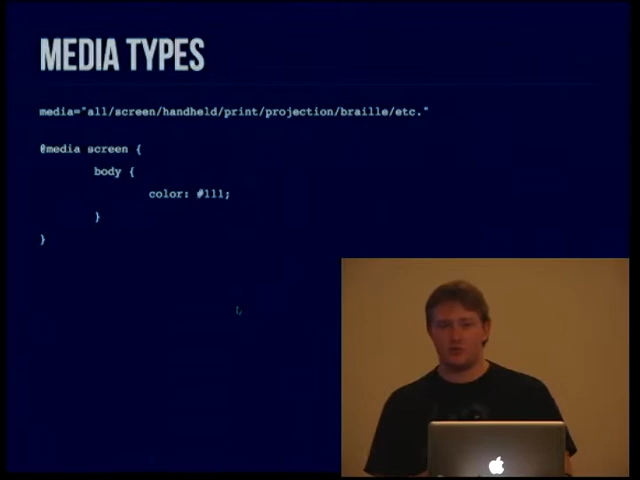 MEDIA TYPES
media="all/screen/handheld/print/projection/braille/etc."
@media screen {
body {
color: #111;
}
}